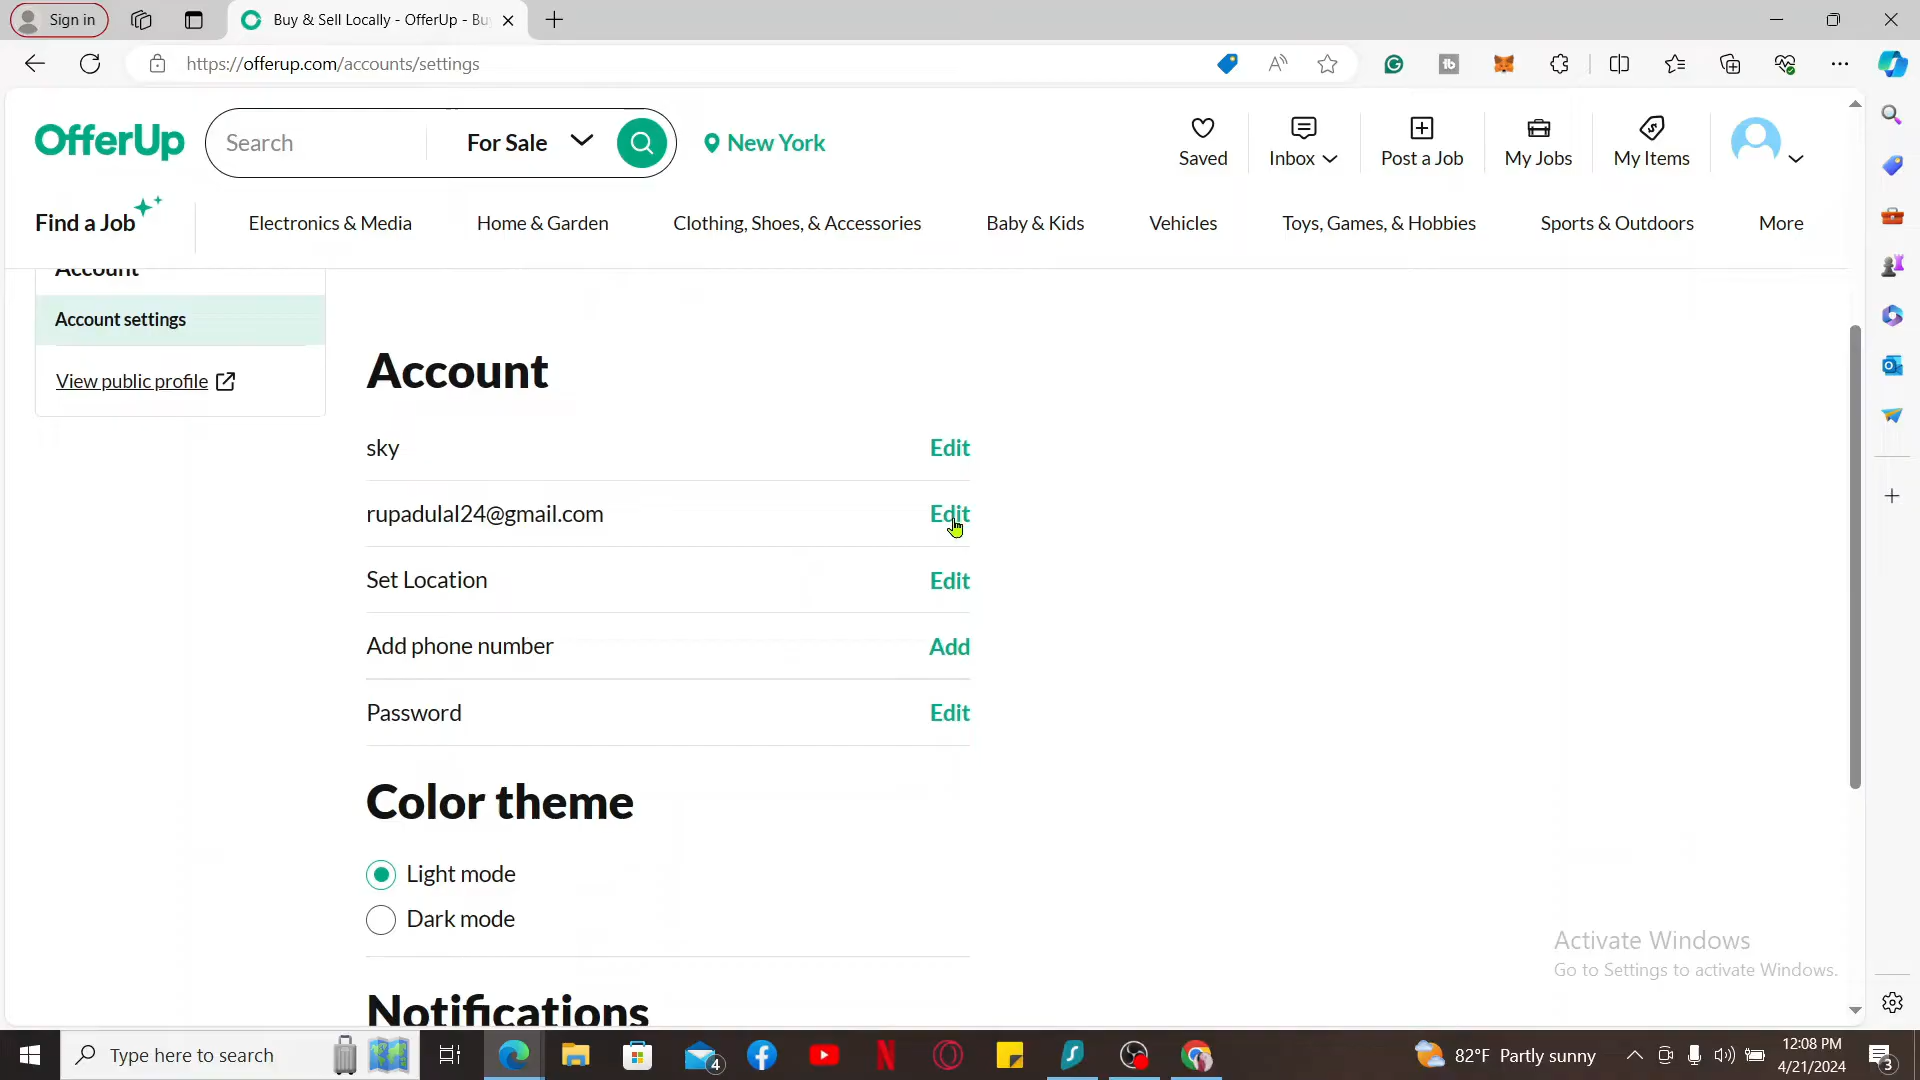 Sign in
Buy & Sell Locally - OfferUp - Bu
https://offerup.com/accounts/settings
OfferUp
Search
For Sale
New York
Saved
Inbox
Post a Job
My Jobs
My Items
Find a Job
Electronics & Media
Home & Garden
Clothing, Shoes, & Accessories
Baby & Kids
Vehicles
Toys, Games, & Hobbies
Sports & Outdoors
More
Account
Account settings
View public profile
Account
sky Edit
rupadulal24@gmail.com Edit
Set Location Edit
Add phone number Add
Password Edit
Color theme
Light mode
Dark mode
Notifications
Activate Windows
Go to Settings to activate Windows.
Type here to search
4
82°F Partly sunny
12:08 PM
4/21/2024
3